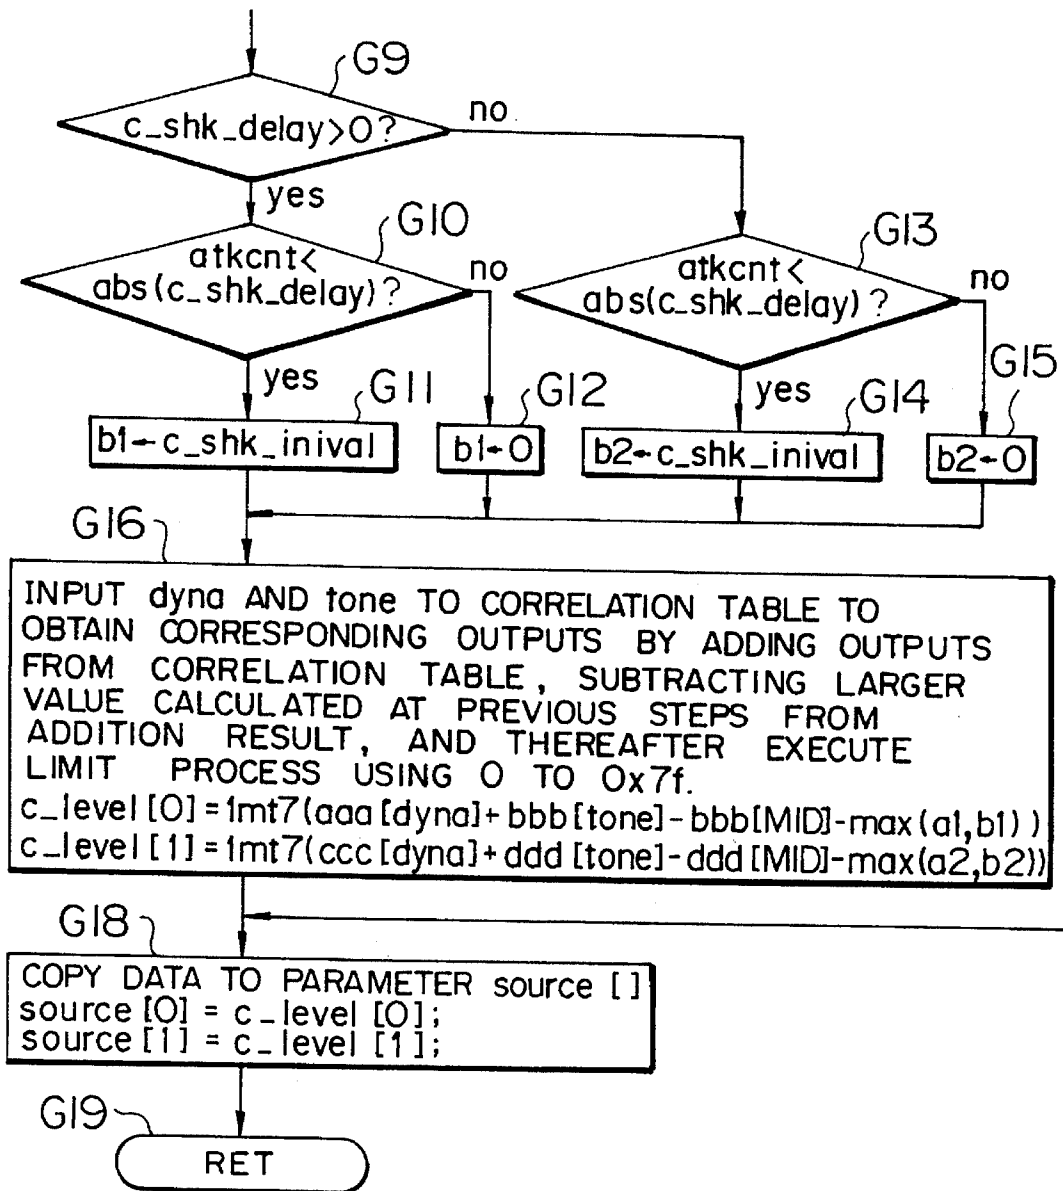 G9
c_shk_delay>0?
no
yes
G10
atkcnt<
abs(c_shk_delay)?
no
G13
atkcnt<
abs(c_shk_delay)?
no
yes
G11
b1←c_shk_inival
G12
b1←0
yes
G14
b2←c_shk_inival
G15
b2←0
G16
INPUT dyna AND tone TO CORRELATION TABLE TO
OBTAIN CORRESPONDING OUTPUTS BY ADDING OUTPUTS
FROM CORRELATION TABLE, SUBTRACTING LARGER
VALUE CALCULATED AT PREVIOUS STEPS FROM
ADDITION RESULT, AND THEREAFTER EXECUTE
LIMIT PROCESS USING 0 TO 0x7f.
c_level [0]=1mt7(aaa[dyna]+bbb[tone]-bbb[MID]-max(a1,b1))
c_level [1]=1mt7(ccc[dyna]+ddd[tone]-ddd[MID]-max(a2,b2))
G18
COPY DATA TO PARAMETER source []
source [0] = c_level [0];
source [1] = c_level [1];
G19
RET